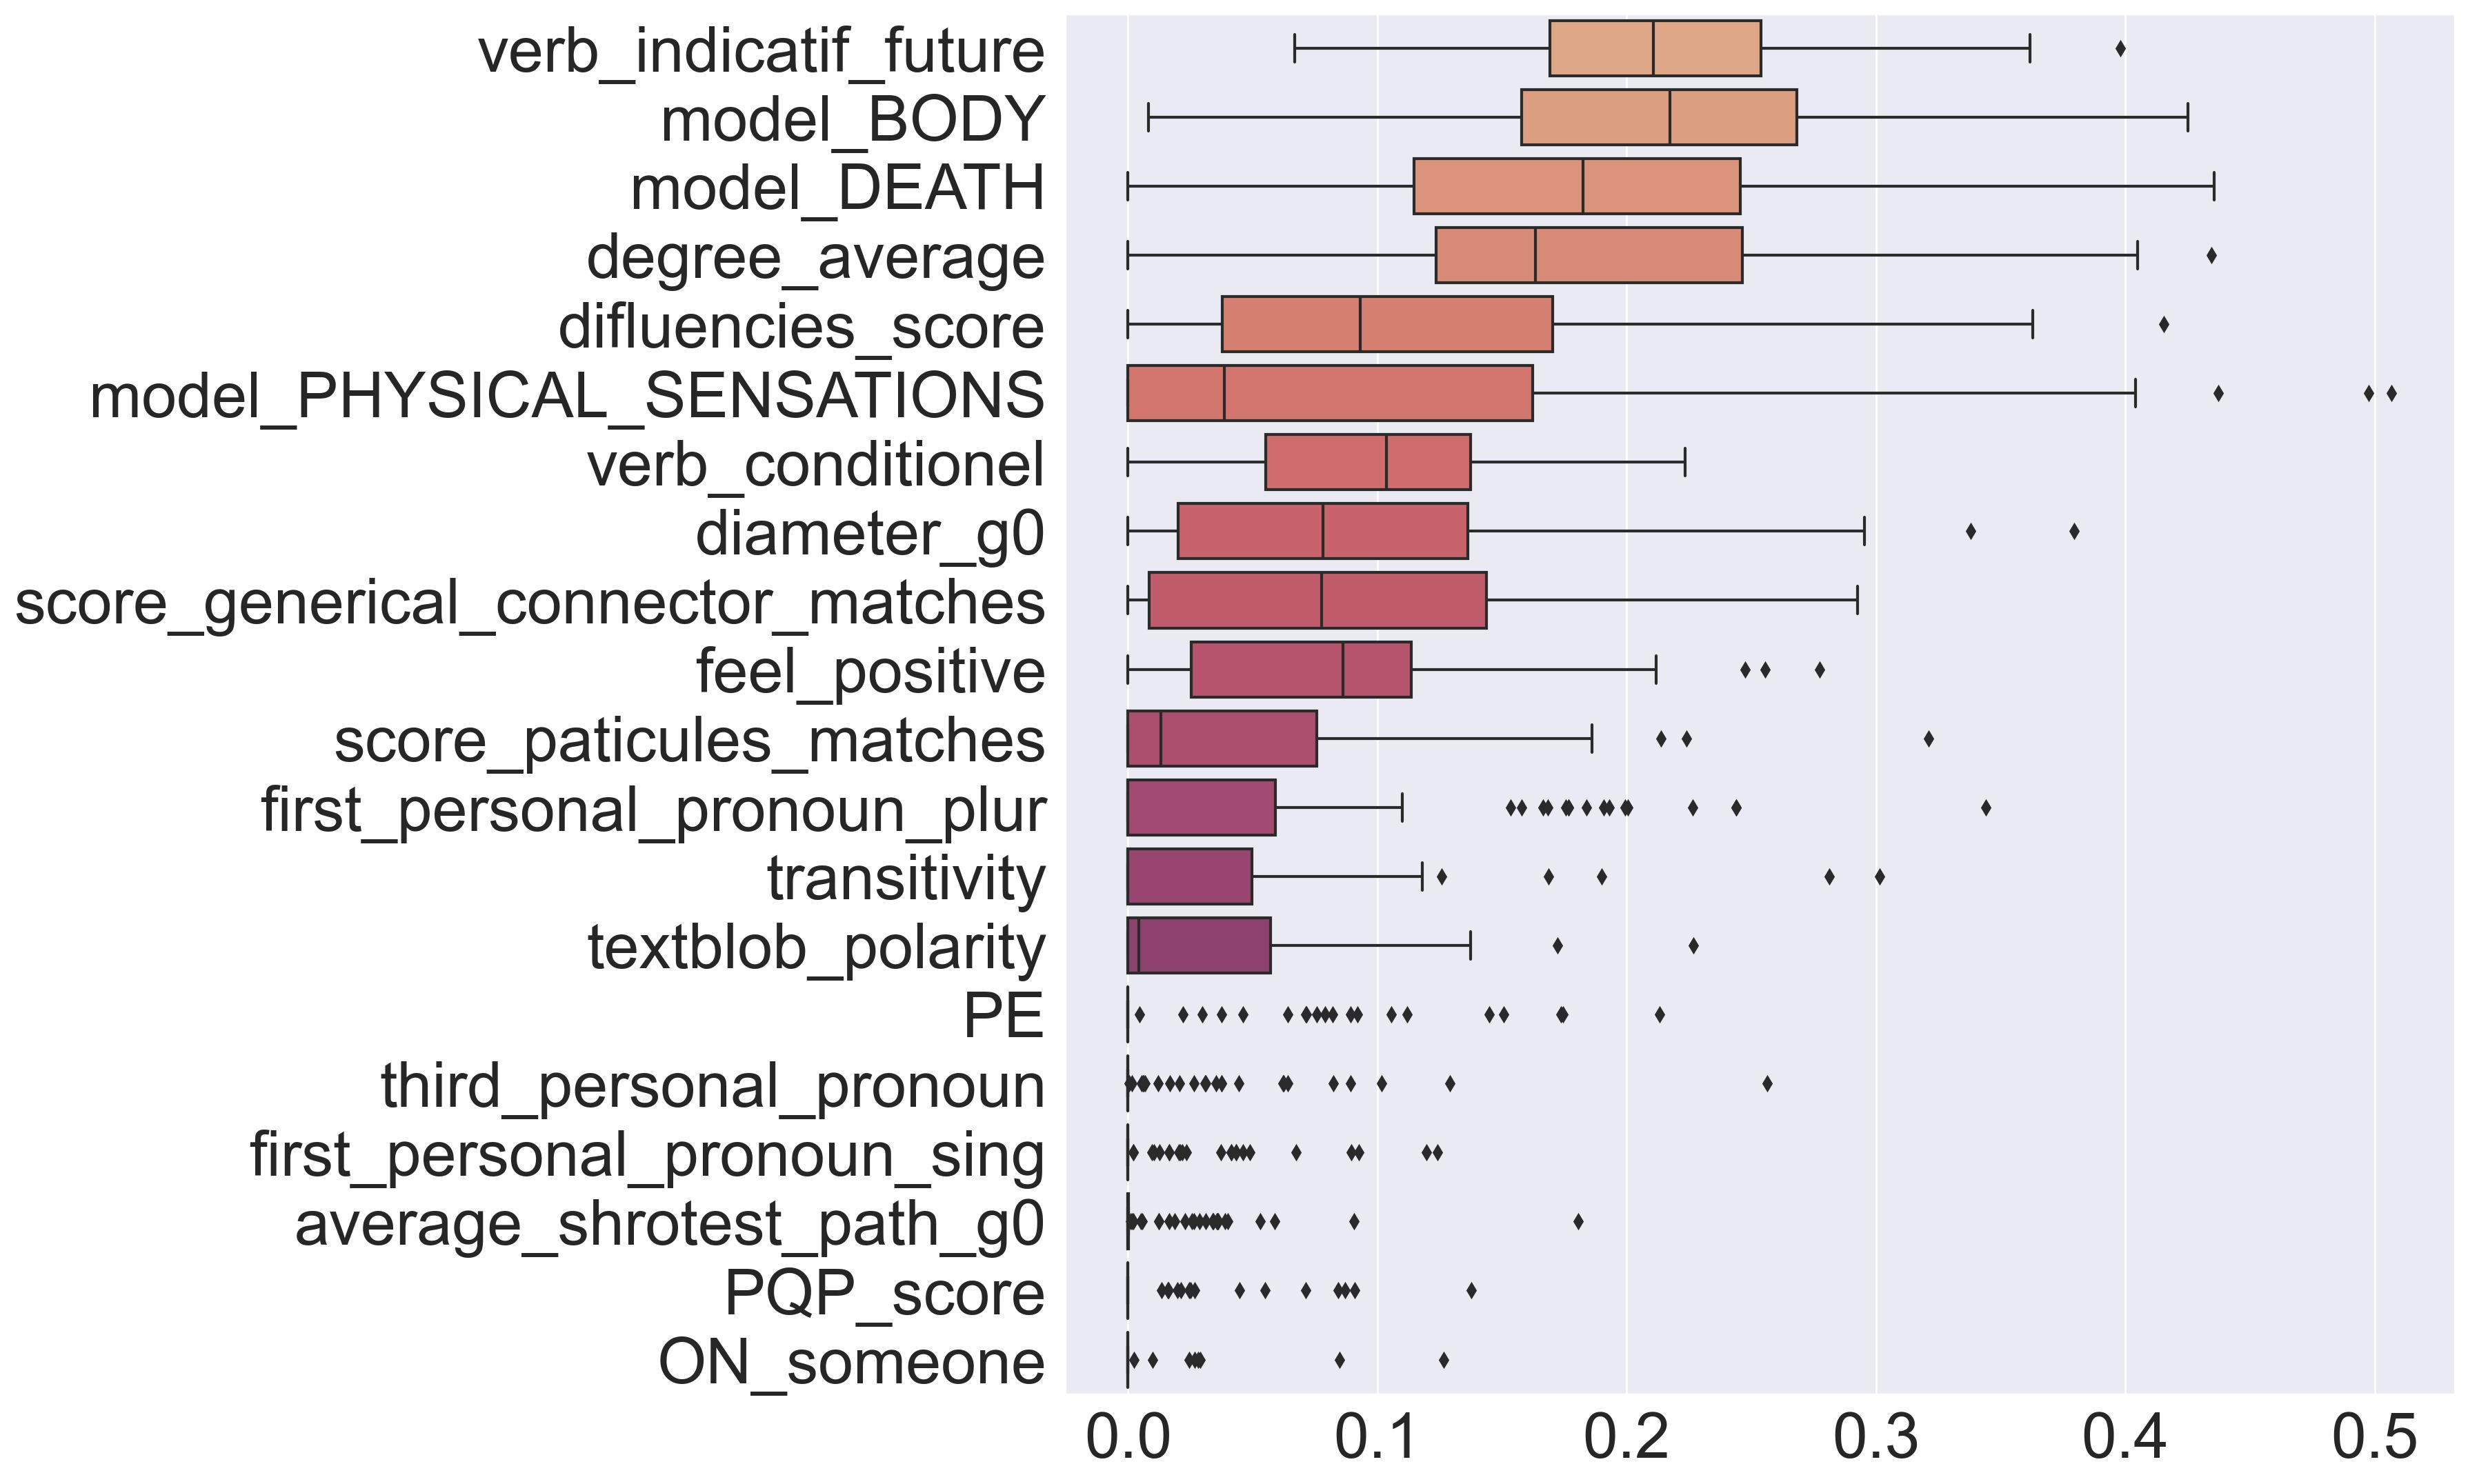 verb_indicatif_future
model_BODY
model_DEATH
degree_average
difluencies_score
model_PHYSICAL_SENSATIONS
verb_conditionel
diameter_g0
score_generical_connector_matches
feel_positive
score_paticules_matches
first_personal_pronoun_plur
transitivity
textblob_polarity
PE
third_personal_pronoun
first_personal_pronoun_sing
average_shrotest_path_g0
PQP_score
ON_someone
0.0 0.1 0.2 0.3 0.4 0.5